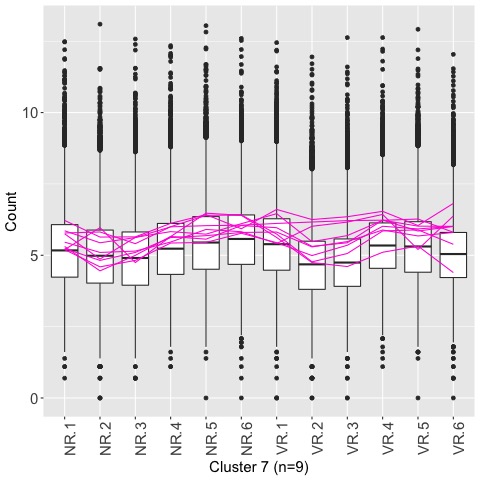 Count
10
5
0
NR.1
NR.2
NR.3
NR.4
NR.5
NR.6
VR.1
VR.2
VR.3
VR.4
VR.5
VR.6
Cluster 7 (n=9)